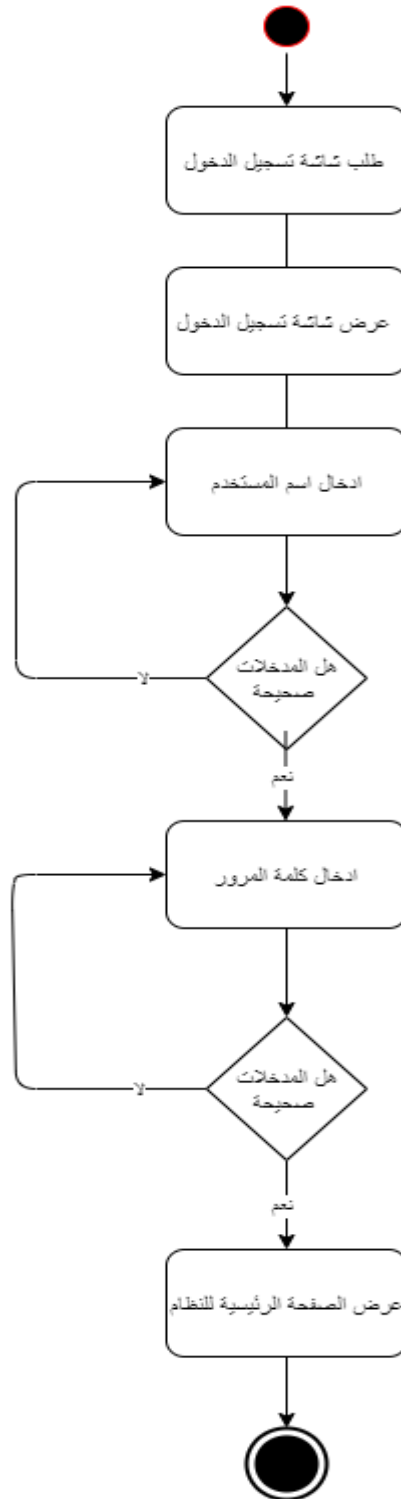 طلب شاشة تسجيل الدخول
عرض شاشة تسجيل الدخول
ادخال اسم المستخدم
هل المدخلات
صحيحة
لا
نعم
ادخال كلمة المرور
هل المدخلات
صحيحة
لا
نعم
عرض الصفحة الرئيسية للنظام